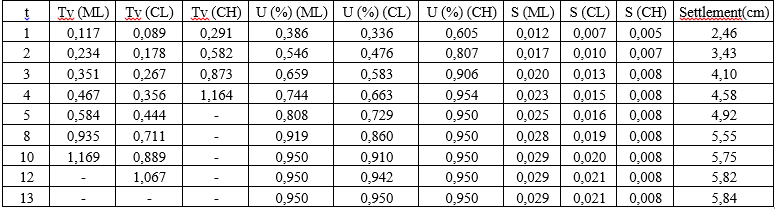 t Tv (ML) Tv (CL) Tv (CH) U (%) (ML) U (%) (CL) U (%) (CH) S (ML) S (CL) S (CH) Settlement(cm)
1 0,117 0,089 0,291 0,386 0,336 0,605 0,012 0,007 0,005 2,46
2 0,234 0,178 0,582 0,546 0,476 0,807 0,017 0,010 0,007 3,43
3 0,351 0,267 0,873 0,659 0,583 0,906 0,020 0,013 0,008 4,10
4 0,467 0,356 1,164 0,744 0,663 0,954 0,023 0,015 0,008 4,58
5 0,584 0,444 - 0,808 0,729 0,950 0,025 0,016 0,008 4,92
8 0,935 0,711 - 0,919 0,860 0,950 0,028 0,019 0,008 5,55
10 1,169 0,889 - 0,950 0,910 0,950 0,029 0,020 0,008 5,75
12 - 1,067 - 0,950 0,942 0,950 0,029 0,021 0,008 5,82
13 - - - 0,950 0,950 0,950 0,029 0,021 0,008 5,84